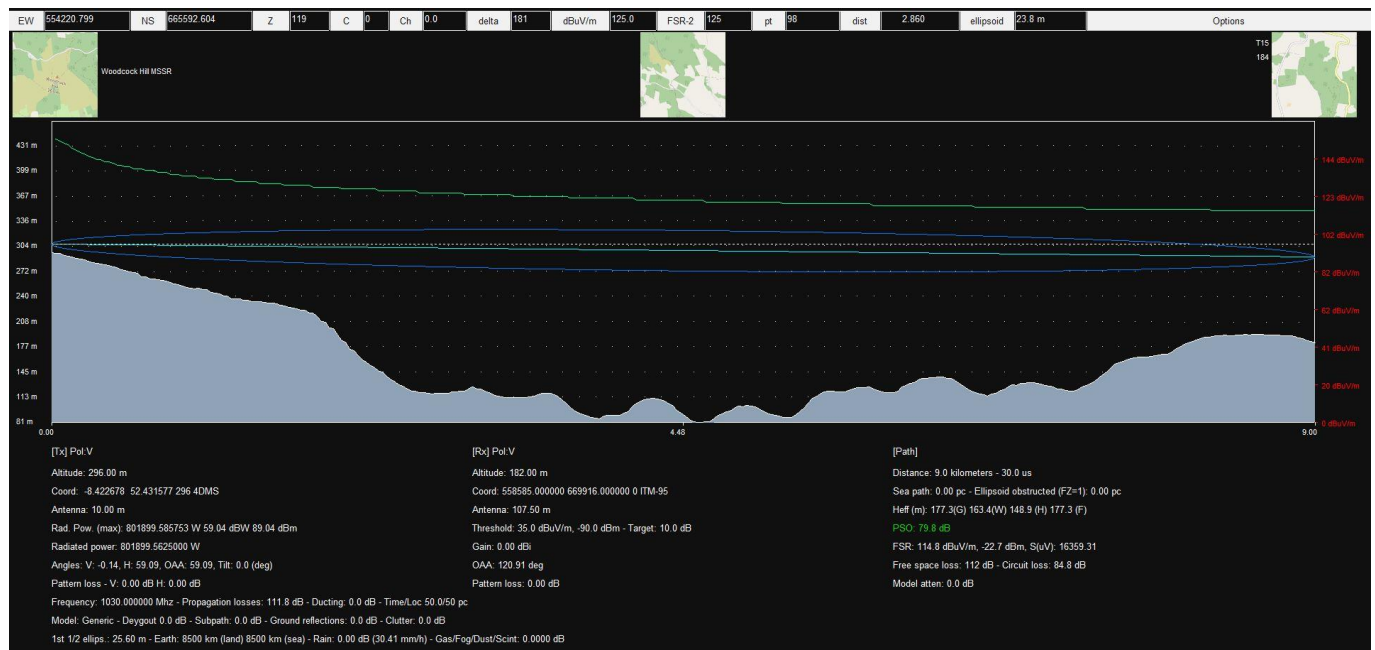 EW 554220.799 NS 665592.604 Z 119 C 0 Ch 0.0 delta 181 dBuV/m 125.0 FSR-2 125 pt 98 dist 2.860 ellipsoid 23.8 m Options
Woodcock Hill MSSR
T15
184
431 m
399 m
367 m
336 m
304 m
272 m
240 m
208 m
177 m
145 m
113 m
81 m
144 dBuV/m
123 dBuV/m
102 dBuV/m
82 dBuV/m
62 dBuV/m
41 dBuV/m
20 dBuV/m
0 dBuV/m
0.00 4.48 9.00
[Tx] Pol:V
Altitude: 296.00 m
Coord: -8.422678 52.431577 296 4DMS
Antenna: 10.00 m
Rad. Pow. (max): 801899.585753 W 59.04 dBW 89.04 dBm
Radiated power: 801899.5625000 W
Angles: V: -0.14, H: 59.09, OAA: 59.09, Tilt: 0.0 (deg)
Pattern loss - V: 0.00 dB H: 0.00 dB
Frequency: 1030.000000 Mhz - Propagation losses: 111.8 dB - Ducting: 0.0 dB - Time/Loc 50.0/50 pc
Model: Generic - Deygout 0.0 dB - Subpath: 0.0 dB - Ground reflections: 0.0 dB - Clutter: 0.0 dB
1st 1/2 ellips.: 25.60 m - Earth: 8500 km (land) 8500 km (sea) - Rain: 0.00 dB (30.41 mm/h) - Gas/Fog/Dust/Scint: 0.0000 dB
[Rx] Pol:V
Altitude: 182.00 m
Coord: 558585.000000 669916.000000 0 ITM-95
Antenna: 107.50 m
Threshold: 35.0 dBuV/m, -90.0 dBm - Target: 10.0 dB
Gain: 0.00 dBi
OAA: 120.91 deg
Pattern loss: 0.00 dB
[Path]
Distance: 9.0 kilometers - 30.0 us
Sea path: 0.00 pc - Ellipsoid obstructed (FZ=1): 0.00 pc
Heff (m): 177.3(G) 163.4(W) 148.9 (H) 177.3 (F)
PSO: 79.8 dB
FSR: 114.8 dBuV/m, -22.7 dBm, S(uV): 16359.31
Free space loss: 112 dB - Circuit loss: 84.8 dB
Model atten: 0.0 dB